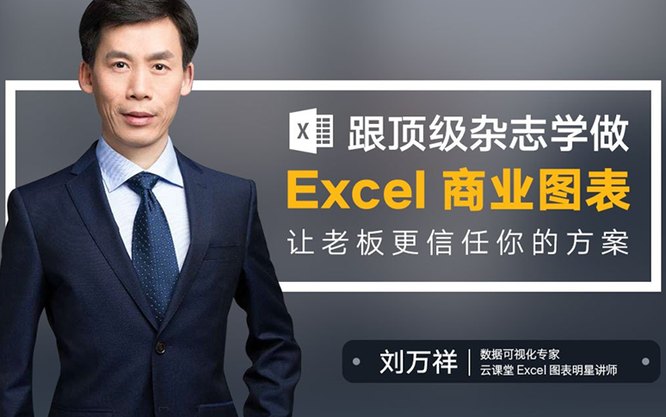 X
跟顶级杂志学做
Excel 商业图表
让老板更信任你的方案
刘万祥
数据可视化专家
云课堂 Excel 图表明星讲师